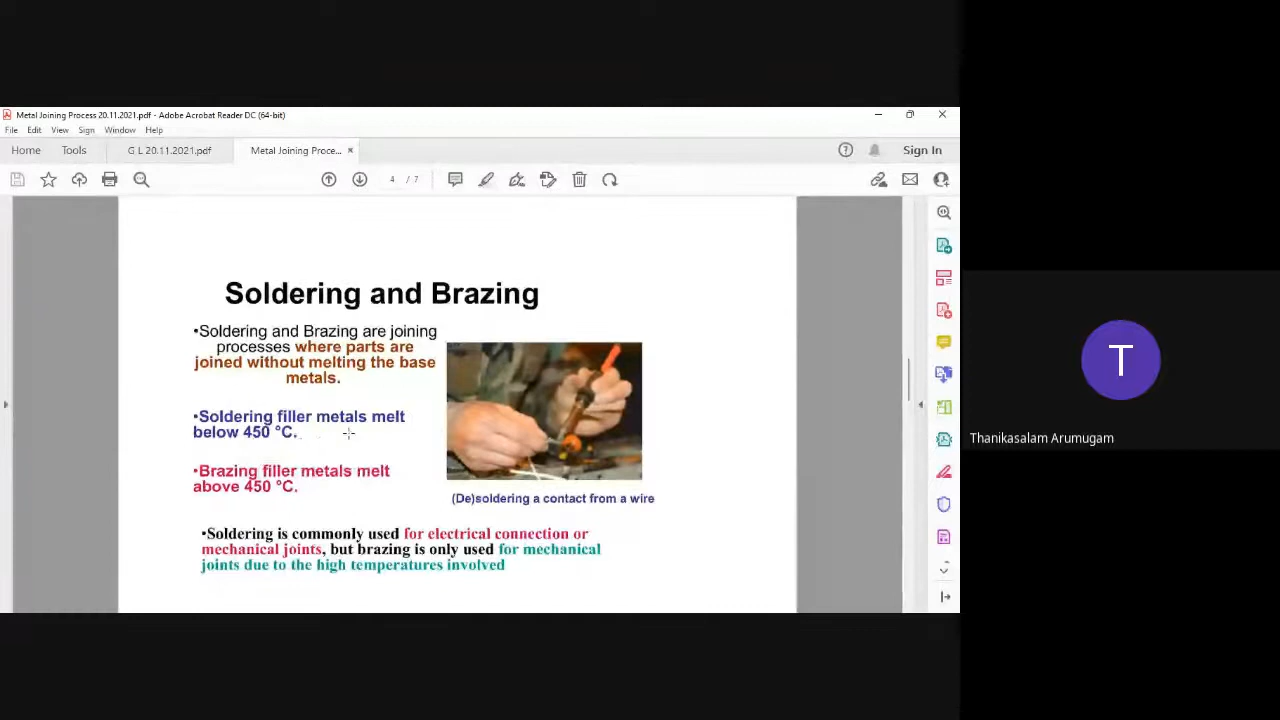 Metal Joining Process 20.11.2021.pdf - Adobe Acrobat Reader DC (64-bit)
File Edit View Sign Window Help
Home Tools G L 20.11.2021.pdf Metal Joining Proce... × Sign In
4 / 7
Soldering and Brazing
•Soldering and Brazing are joining
processes where parts are
joined without melting the base
metals.
•Soldering filler metals melt
below 450 °C.
•Brazing filler metals melt
above 450 °C.
(De)soldering a contact from a wire
•Soldering is commonly used for electrical connection or
mechanical joints, but brazing is only used for mechanical
joints due to the high temperatures involved
T
Thanikasalam Arumugam